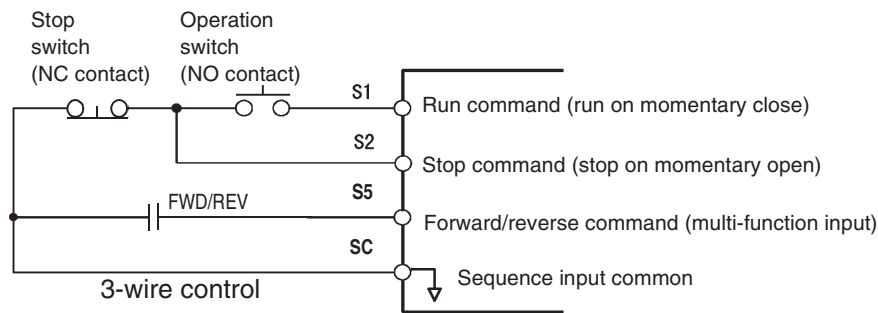 Stop
switch
(NC contact)
Operation
switch
(NO contact)
S1
Run command (run on momentary close)
S2
Stop command (stop on momentary open)
S5
FWD/REV
Forward/reverse command (multi-function input)
SC
Sequence input common
3-wire control